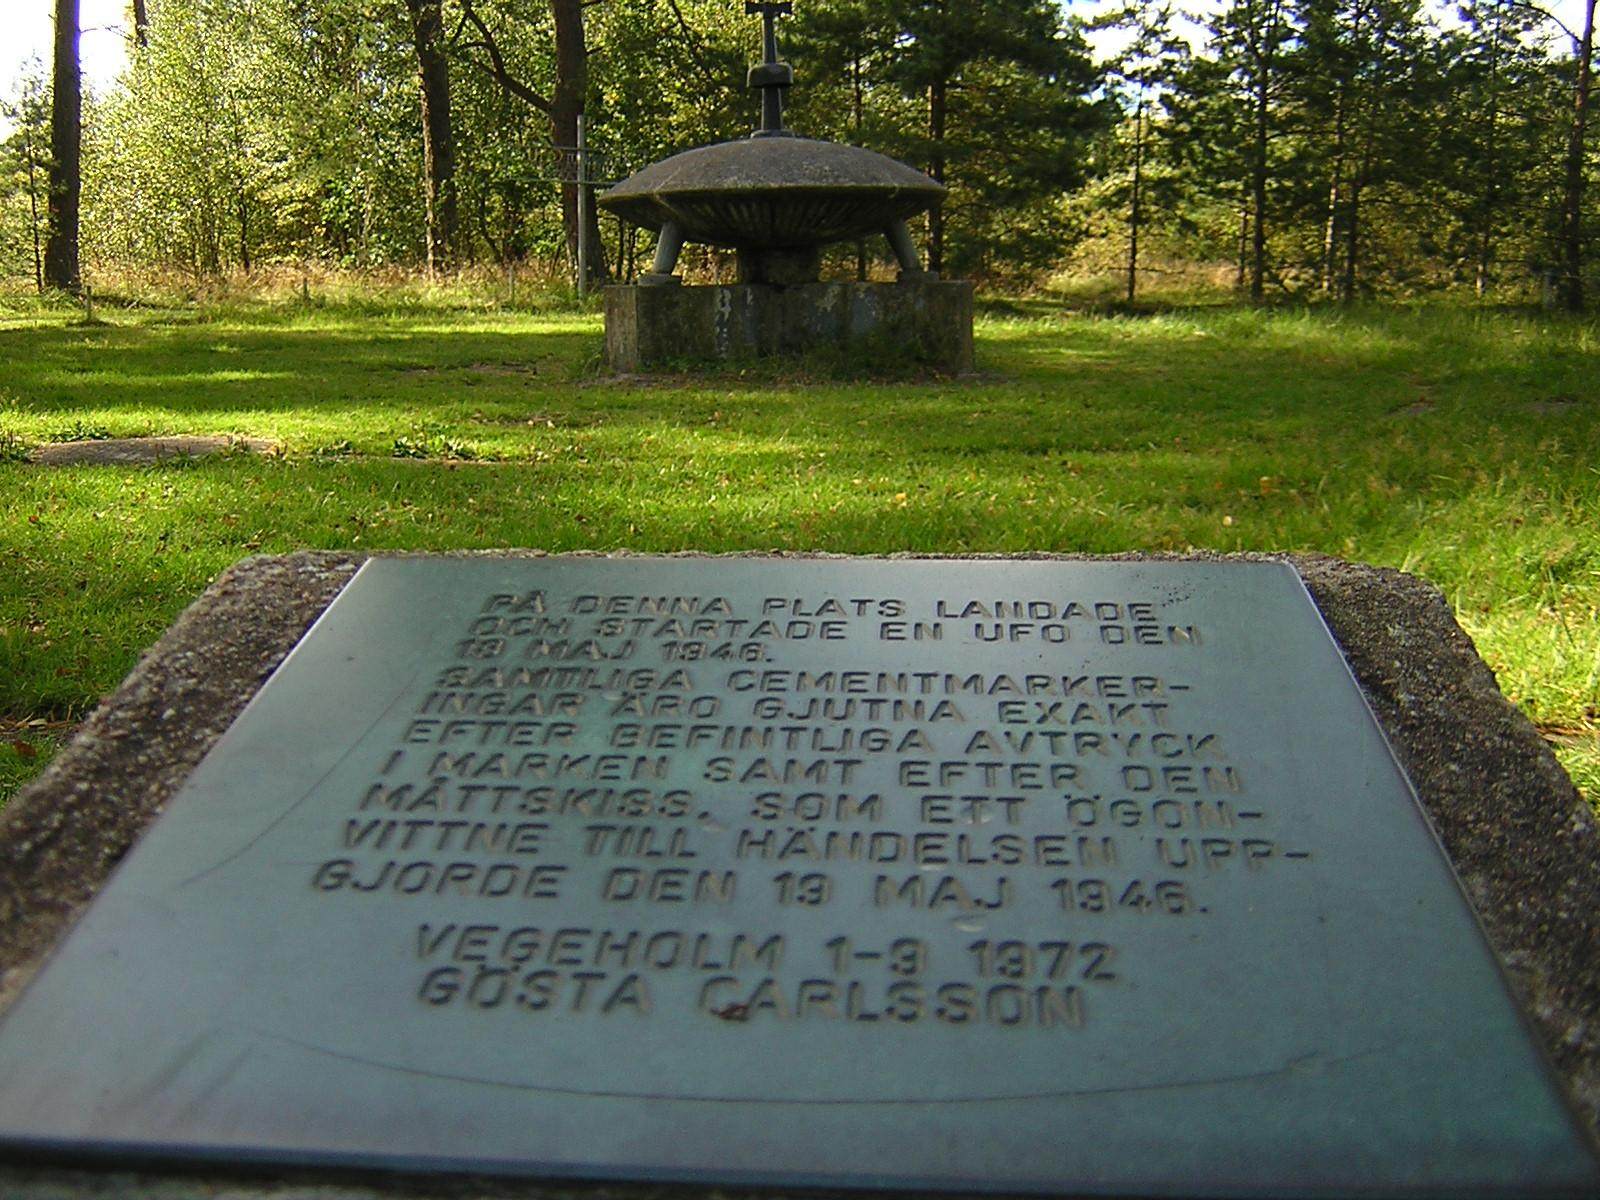 PÅ DENNA PLATS LANDADE
OCH STARTADE EN UFO DEN
18 MAJ 1946.
SAMTLIGA CEMENTMARKER-
INGAR ÄRO GJUTNA EXAKT
EFTER BEFINTLIGA AVTRYCK
I MARKEN SAMT EFTER DEN
MÅTTSKISS, SOM ETT ÖGON-
VITTNE TILL HÄNDELSEN UPP-
GJORDE DEN 19 MAJ 1946.
VEGEHOLM 1-9 1972
GÖSTA CARLSSON